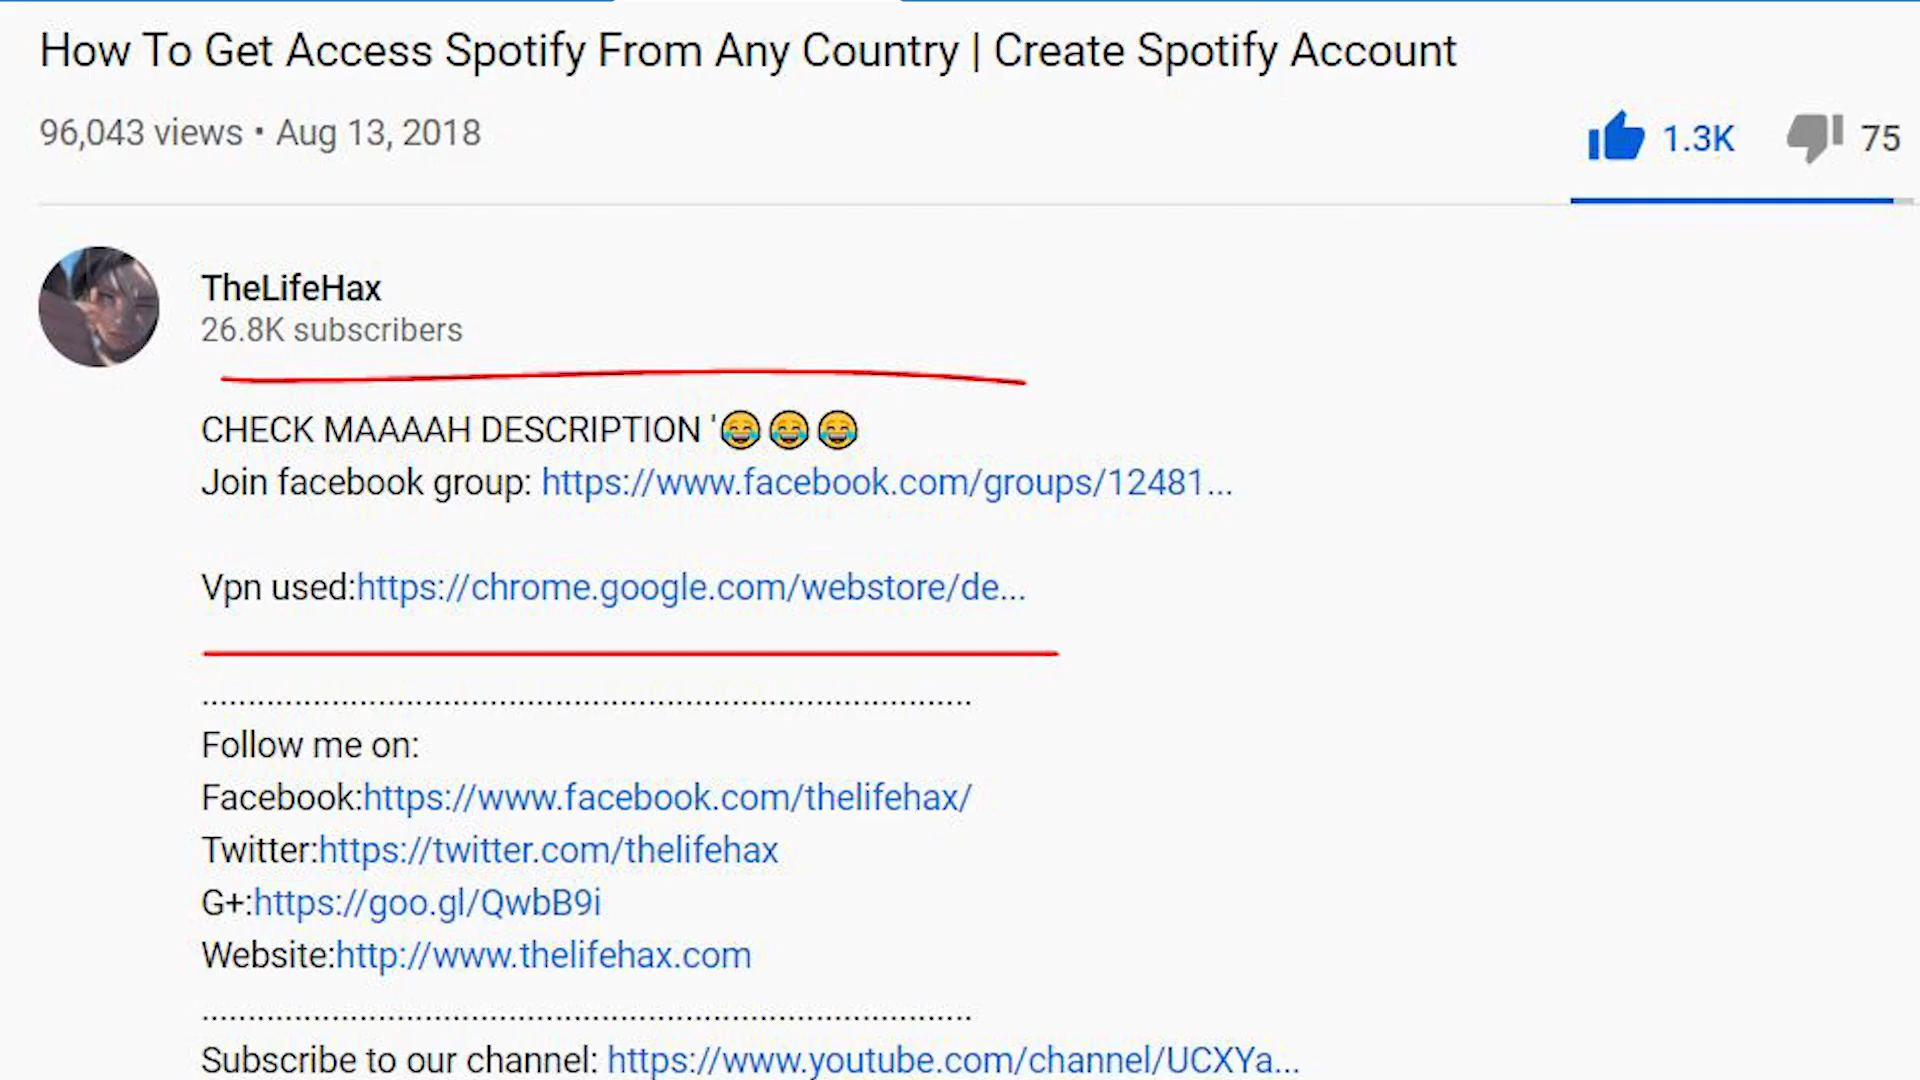 How To Get Access Spotify From Any Country | Create Spotify Account
96,043 views • Aug 13, 2018
1.3K
75
TheLifeHax
26.8K subscribers
CHECK MAAAAH DESCRIPTION '😂😂😂
Join facebook group: https://www.facebook.com/groups/12481...
Vpn used:https://chrome.google.com/webstore/de...
....................................................................................
Follow me on:
Facebook:https://www.facebook.com/thelifehax/
Twitter:https://twitter.com/thelifehax
G+:https://goo.gl/QwbB9i
Website:http://www.thelifehax.com
....................................................................................
Subscribe to our channel: https://www.youtube.com/channel/UCXYa...